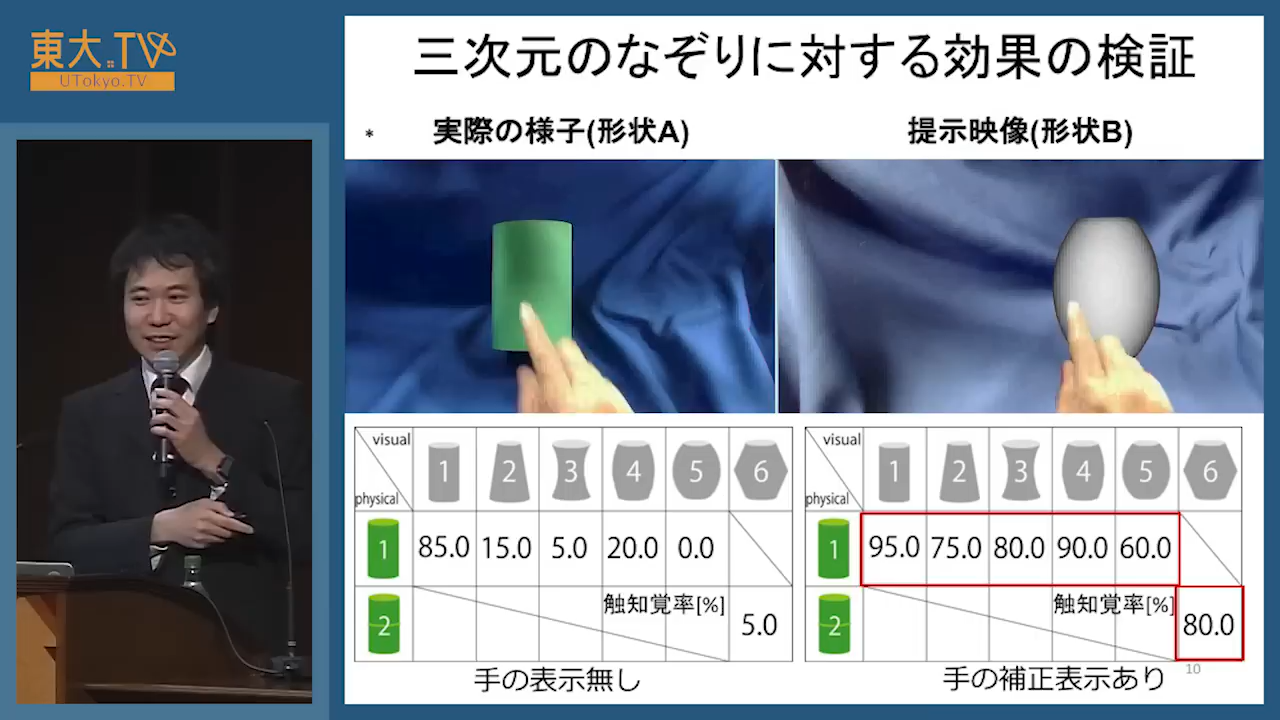 東大.TV
UTokyo.TV
三次元のなぞりに対する効果の検証
* 実際の様子(形状A) 提示映像(形状B)
visual 1 2 3 4 5 6
physical
1 85.0 15.0 5.0 20.0 0.0
2 触知覚率[%] 5.0
手の表示無し
visual 1 2 3 4 5 6
physical
1 95.0 75.0 80.0 90.0 60.0
2 触知覚率[%] 80.0
手の補正表示あり
10